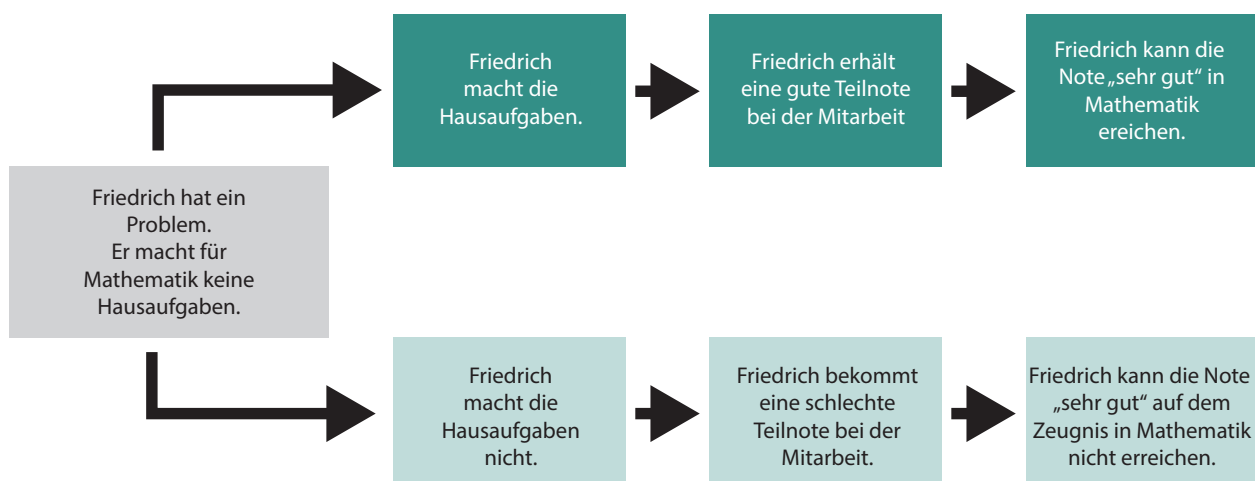 Friedrich
macht die
Hausaufgaben.
Friedrich erhält
eine gute Teilnote
bei der Mitarbeit
Friedrich kann die
Note „sehr gut“ in
Mathematik
ereichen.
Friedrich hat ein
Problem.
Er macht für
Mathematik keine
Hausaufgaben.
Friedrich
macht die
Hausaufgaben
nicht.
Friedrich bekommt
eine schlechte
Teilnote bei der
Mitarbeit.
Friedrich kann die Note
„sehr gut“ auf dem
Zeugnis in Mathematik
nicht erreichen.